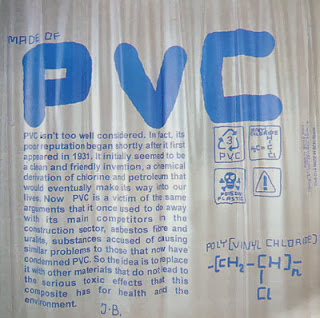 MADE OF
PVC
PVC isn't too well considered. In fact, its
poor reputation began shortly after it first
appeared in 1931. It initially seemed to be
a clean and friendly invention, a chemical
derivation of chlorine and petroleum that
would eventually make its way into our
lives. Now PVC is a victim of the same
arguments that it once used to do away
with its main competitors in the
construction sector, asbestos fibre and
uralite, substances accused of causing
similar problems to those that now have
condemned PVC. So the idea is to replace
it with other materials that do not lead to
the serious toxic effects that this
composite has for health and the
environment.
J.B.
3
PVC
H₂C=C
Cl
POISON
PLASTIC
!
POLY[VINYL CHLORIDE]
-[CH₂-CH]-n
Cl